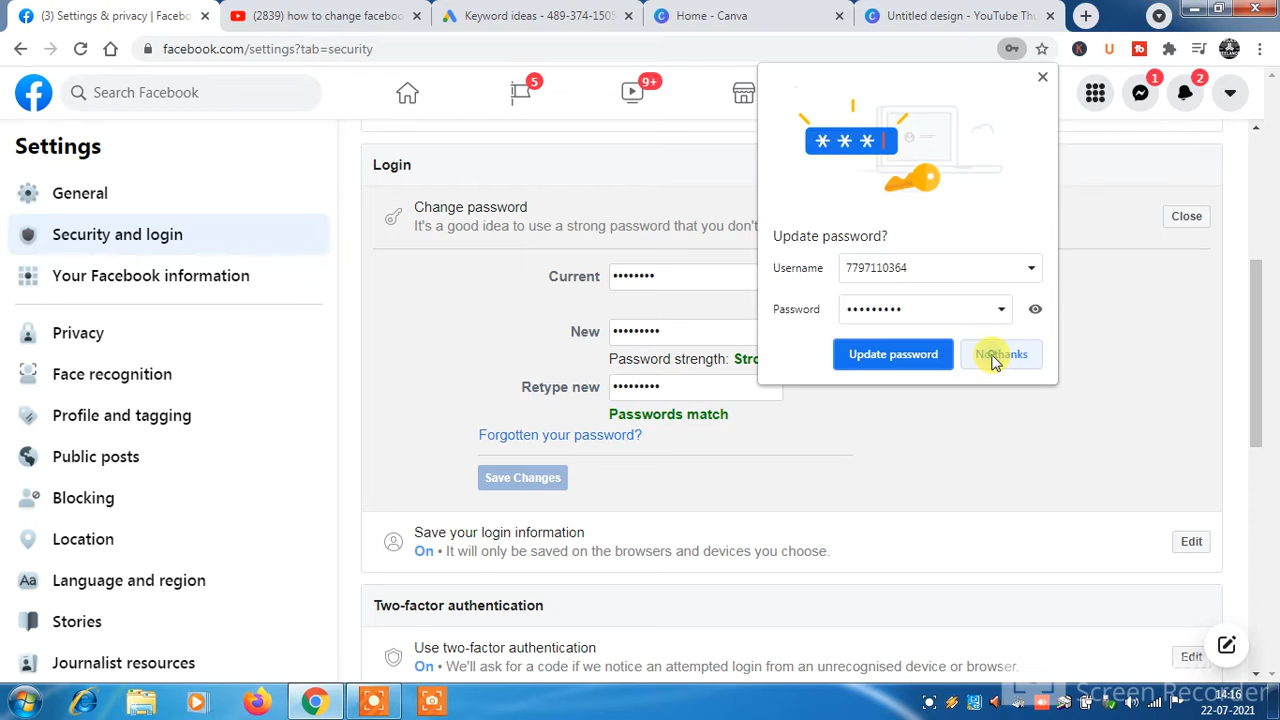 (3) Settings & privacy | Facebo
(2839) how to change faceboo
Keyword ideas - 374-1505
Home - Canva
Untitled design - YouTube Th
facebook.com/settings?tab=security
Search Facebook
5
9+
1
2
Settings
General
Security and login
Your Facebook information
Privacy
Face recognition
Profile and tagging
Public posts
Blocking
Location
Aa Language and region
Stories
Journalist resources
Login
Change password
It's a good idea to use a strong password that you don't
Close
Current ••••••••
New •••••••••
Password strength: Stro
Retype new •••••••••
Passwords match
Forgotten your password?
Save Changes
Save your login information
On • It will only be saved on the browsers and devices you choose.
Edit
Two-factor authentication
Use two-factor authentication
On • We'll ask for a code if we notice an attempted login from an unrecognised device or browser.
Edit
***
Update password?
Username 7797110364
Password •••••••••
Update password
No thanks
Screen Recorder
14:16
22-07-2021